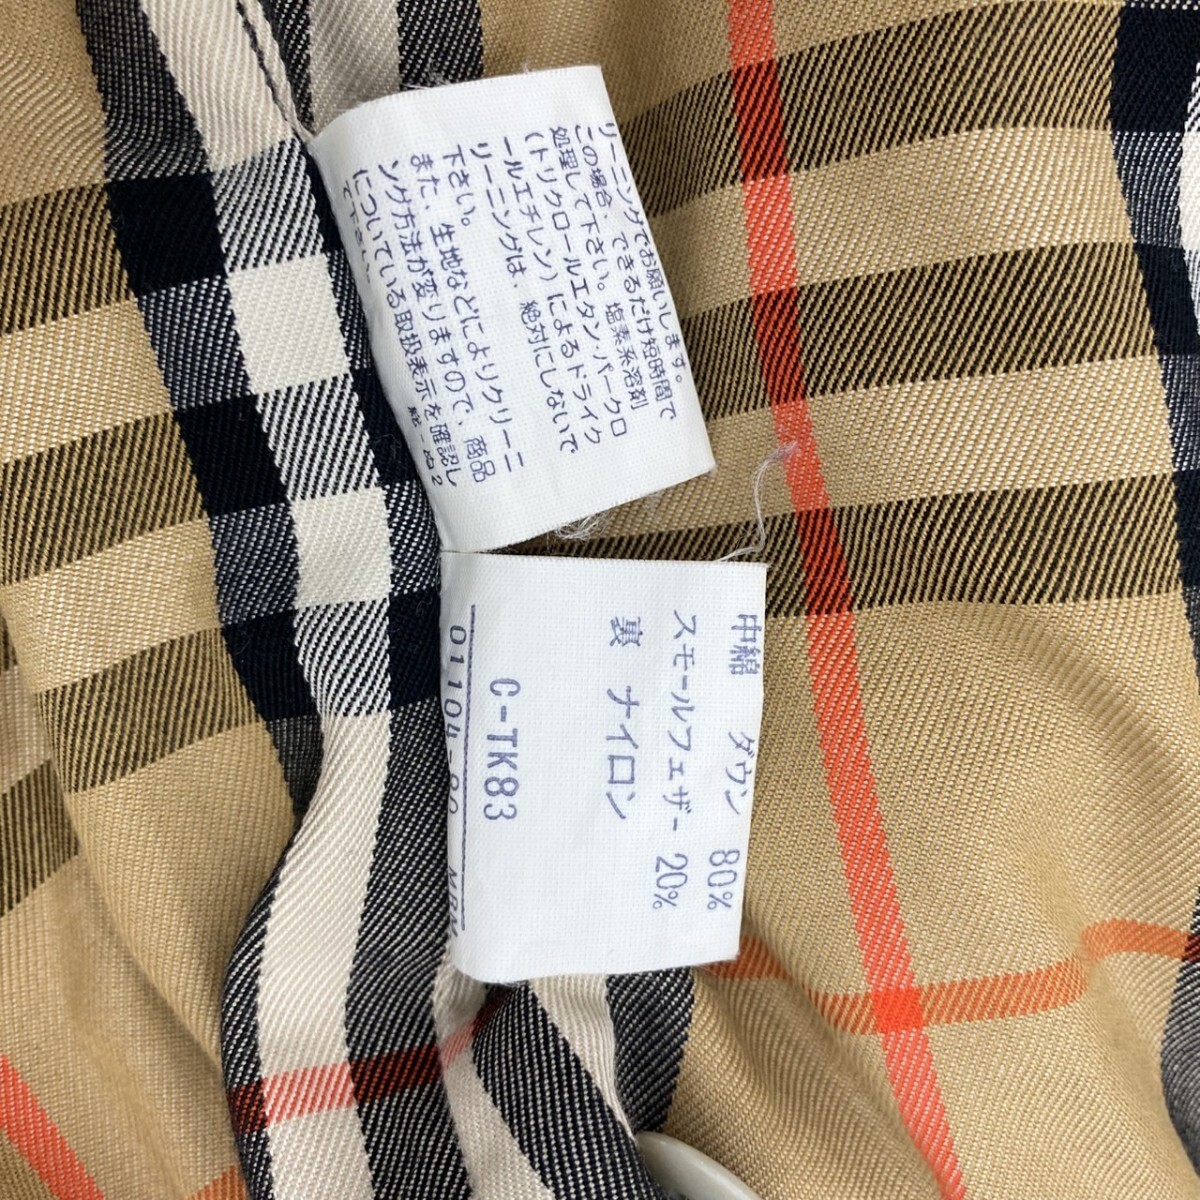 リーニングでお願いします。
この場合、できるだけ短時間で
処理して下さい。塩素系溶剤
(トリクロールエタン・パークロ
ールエチレン)によるドライク
リーニングは、絶対にしないで
下さい。
また、生地などによりクリーニ
ング方法が変りますので、商品
についている取扱表示を確認し
て下さい。
中綿 ダウン 80%
スモールフェザー 20%
裏 ナイロン
C-TK83